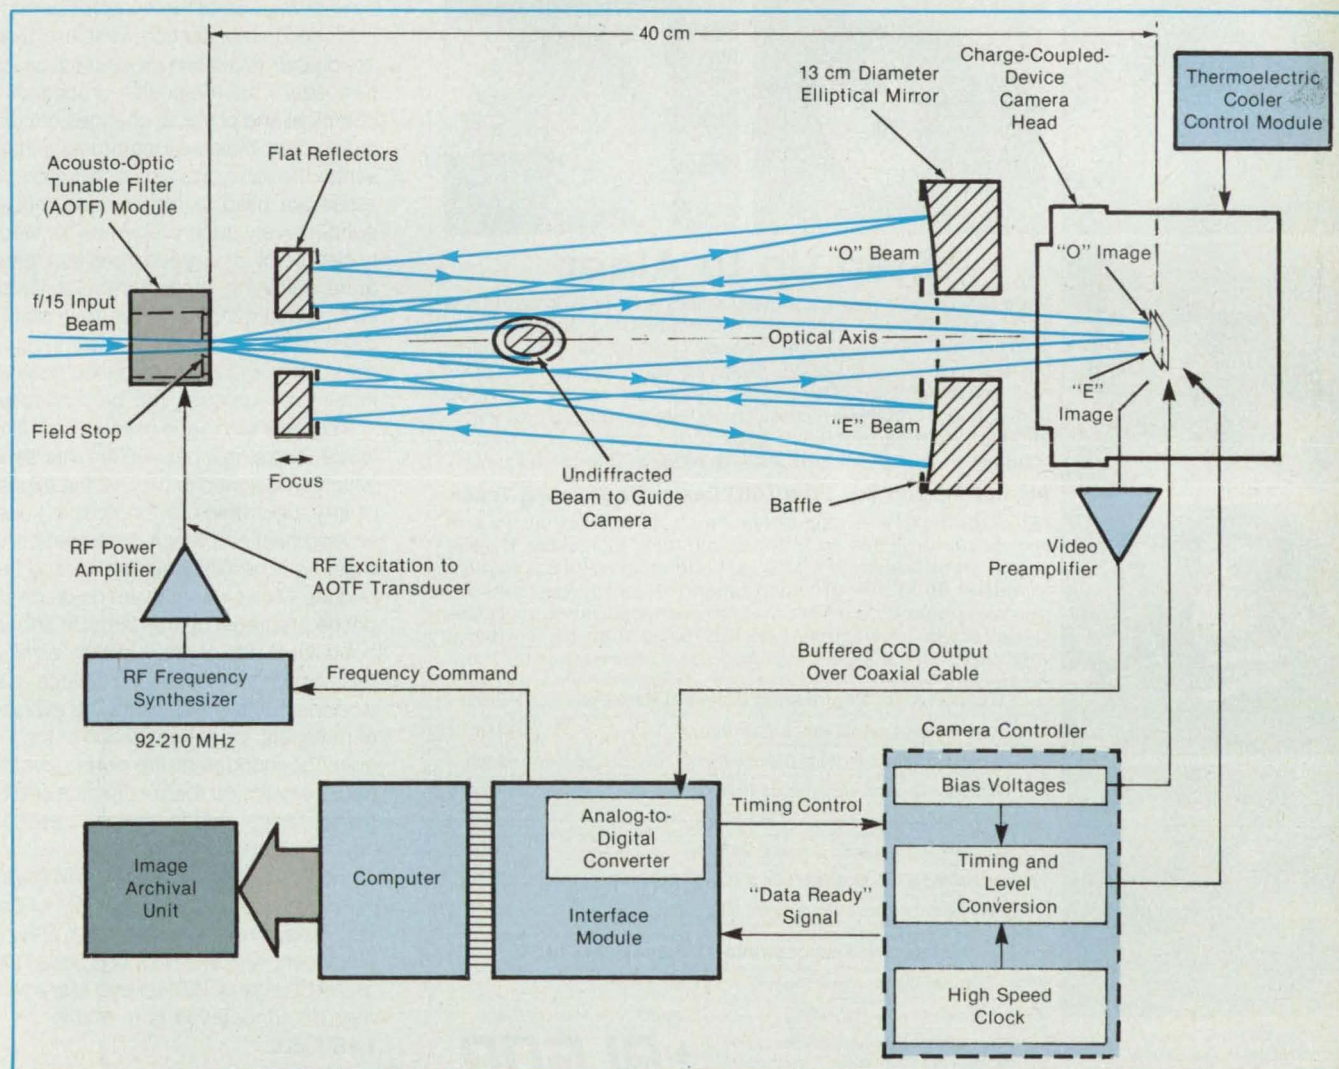 40 cm
13 cm Diameter
Elliptical Mirror
Charge-Coupled-
Device
Camera
Head
Thermoelectric
Cooler
Control Module
Acousto-Optic
Tunable Filter
(AOTF) Module
Flat Reflectors
"O" Beam
"O" Image
f/15 Input
Beam
Optical Axis
"E"
Image
Field Stop
"E" Beam
Focus
Undiffracted
Beam to Guide
Camera
Baffle
RF Power
Amplifier
RF Excitation to
AOTF Transducer
Video
Preamplifier
Buffered CCD Output
Over Coaxial Cable
RF Frequency
Synthesizer
Frequency Command
92-210 MHz
Camera Controller
Bias Voltages
Timing Control
Analog-to-
Digital
Converter
Timing and
Level
Conversion
Image
Archival
Unit
Computer
Interface
Module
"Data Ready"
Signal
High Speed
Clock